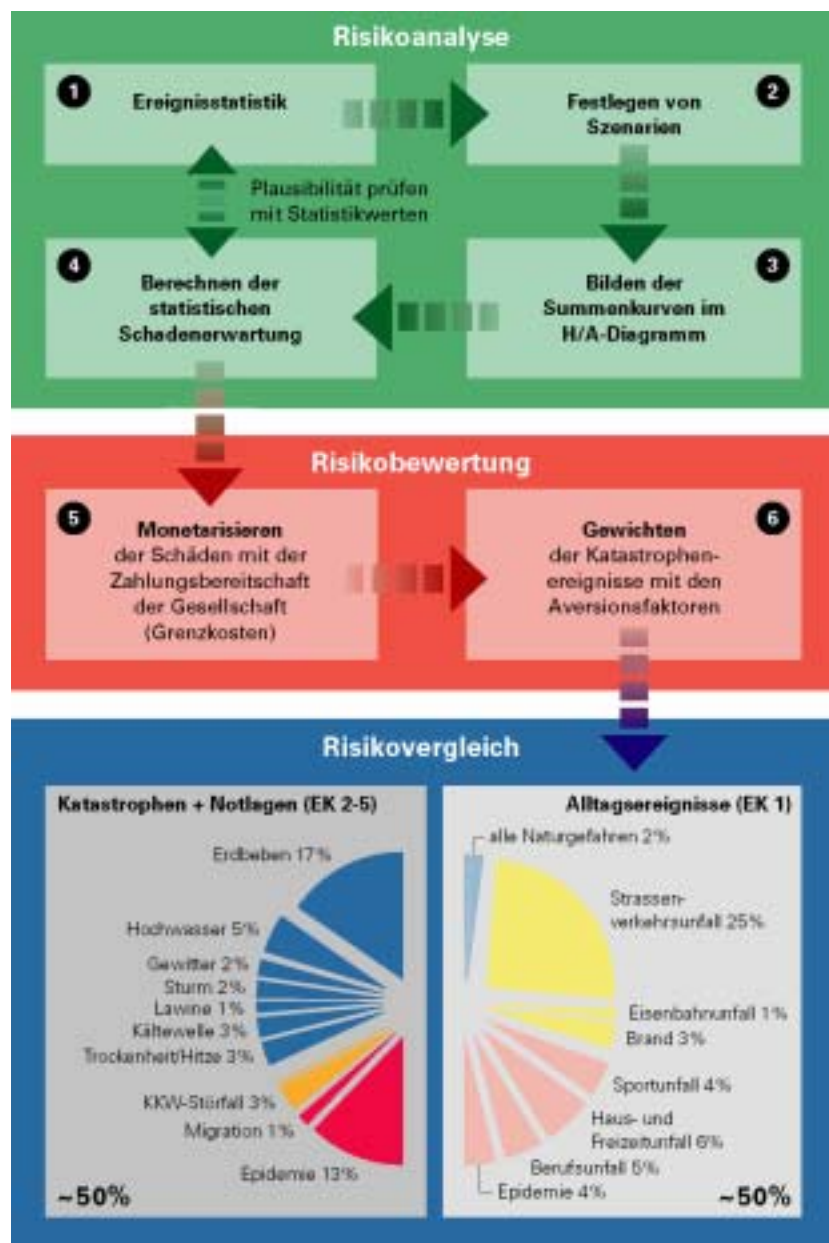 Risikoanalyse
1
Ereignisstatistik
2
Festlegen von
Szenarien
Plausibilität prüfen
mit Statistikwerten
4
Berechnen der
statistischen
Schadenerwartung
3
Bilden der
Summenkurven im
H/A-Diagramm
Risikobewertung
5
Monetarisieren
der Schäden mit der
Zahlungsbereitschaft
der Gesellschaft
(Grenzkosten)
6
Gewichten
der Katastrophen-
ereignisse mit den
Aversionsfaktoren
Risikovergleich
Katastrophen + Notlagen (EK 2-5)
Erdbeben 17%
Hochwasser 5%
Gewitter 2%
Sturm 2%
Lawine 1%
Kältewelle 3%
Trockenheit/Hitze 3%
KKW-Störfall 3%
Migration 1%
Epidemie 13%
~50%
Alltagsereignisse (EK 1)
alle Naturgefahren 2%
Strassen-
verkehrsunfall 25%
Eisenbahnunfall 1%
Brand 3%
Sportunfall 4%
Haus- und
Freizeitunfall 6%
Berufsunfall 5%
Epidemie 4%
~50%